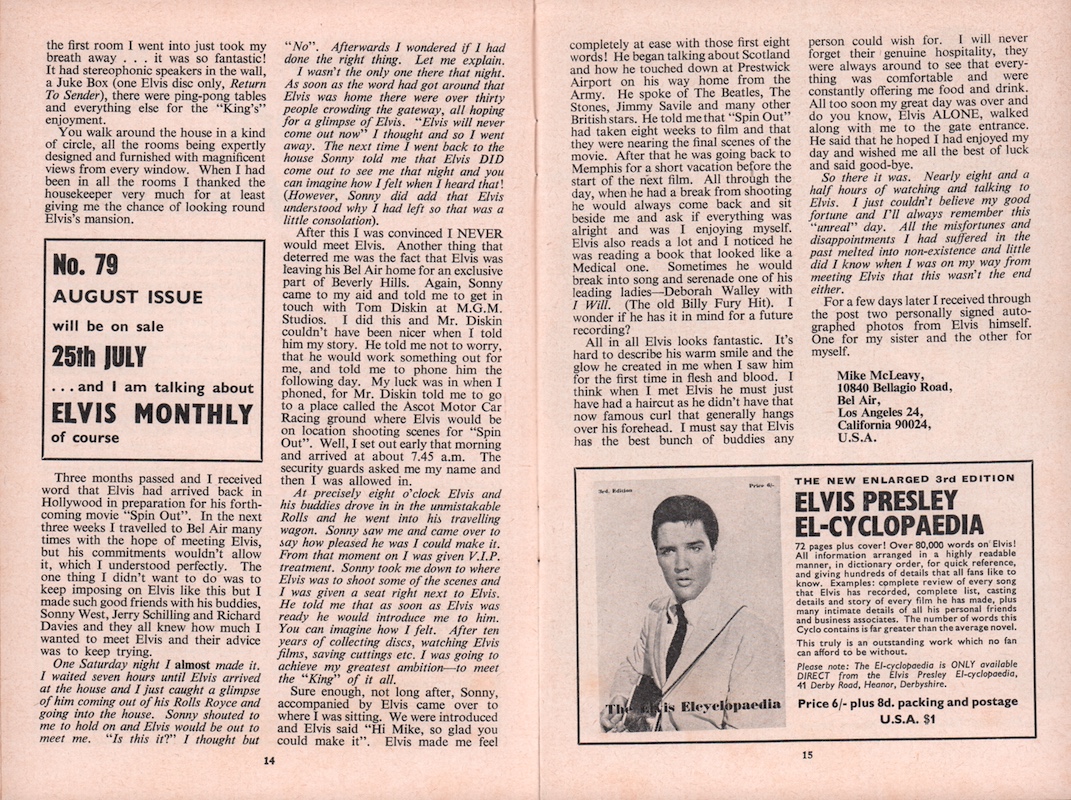 the first room I went into just took my
breath away . . . it was so fantastic!
It had stereophonic speakers in the wall,
a Juke Box (one Elvis disc only, Return
To Sender), there were ping-pong tables
and everything else for the "King's"
enjoyment.
You walk around the house in a kind
of circle, all the rooms being expertly
designed and furnished with magnificent
views from every window. When I had
been in all the rooms I thanked the
housekeeper very much for at least
giving me the chance of looking round
Elvis's mansion.
No. 79
AUGUST ISSUE
will be on sale
25th JULY
. . . and I am talking about
ELVIS MONTHLY
of course
Three months passed and I received
word that Elvis had arrived back in
Hollywood in preparation for his forth-
coming movie "Spin Out". In the next
three weeks I travelled to Bel Air many
times with the hope of meeting Elvis,
but his commitments wouldn't allow
it, which I understood perfectly. The
one thing I didn't want to do was to
keep imposing on Elvis like this but I
made such good friends with his buddies,
Sonny West, Jerry Schilling and Richard
Davies and they all knew how much I
wanted to meet Elvis and their advice
was to keep trying.
One Saturday night I almost made it.
I waited seven hours until Elvis arrived
at the house and I just caught a glimpse
of him coming out of his Rolls Royce and
going into the house. Sonny shouted to
me to hold on and Elvis would be out to
meet me. "Is this it?" I thought but
"No". Afterwards I wondered if I had
done the right thing. Let me explain.
I wasn't the only one there that night.
As soon as the word had got around that
Elvis was home there were over thirty
people crowding the gateway, all hoping
for a glimpse of Elvis. "Elvis will never
come out now" I thought and so I went
away. The next time I went back to the
house Sonny told me that Elvis DID
come out to see me that night and you
can imagine how I felt when I heard that!
(However, Sonny did add that Elvis
understood why I had left so that was a
little consolation).
After this I was convinced I NEVER
would meet Elvis. Another thing that
deterred me was the fact that Elvis was
leaving his Bel Air home for an exclusive
part of Beverly Hills. Again, Sonny
came to my aid and told me to get in
touch with Tom Diskin at M.G.M.
Studios. I did this and Mr. Diskin
couldn't have been nicer when I told
him my story. He told me not to worry,
that he would work something out for
me, and told me to phone him the
following day. My luck was in when I
phoned, for Mr. Diskin told me to go
to a place called the Ascot Motor Car
Racing ground where Elvis would be
on location shooting scenes for "Spin
Out". Well, I set out early that morning
and arrived at about 7.45 a.m. The
security guards asked me my name and
then I was allowed in.
At precisely eight o'clock Elvis and
his buddies drove in in the unmistakable
Rolls and he went into his travelling
wagon. Sonny saw me and came over to
say how pleased he was I could make it.
From that moment on I was given V.I.P.
treatment. Sonny took me down to where
Elvis was to shoot some of the scenes and
I was given a seat right next to Elvis.
He told me that as soon as Elvis was
ready he would introduce me to him.
You can imagine how I felt. After ten
years of collecting discs, watching Elvis
films, saving cuttings etc. I was going to
achieve my greatest ambition—to meet
the "King" of it all.
Sure enough, not long after, Sonny,
accompanied by Elvis came over to
where I was sitting. We were introduced
and Elvis said "Hi Mike, so glad you
could make it". Elvis made me feel
14
completely at ease with those first eight
words! He began talking about Scotland
and how he touched down at Prestwick
Airport on his way home from the
Army. He spoke of The Beatles, The
Stones, Jimmy Savile and many other
British stars. He told me that "Spin Out"
had taken eight weeks to film and that
they were nearing the final scenes of the
movie. After that he was going back to
Memphis for a short vacation before the
start of the next film. All through the
day, when he had a break from shooting
he would always come back and sit
beside me and ask if everything was
alright and was I enjoying myself.
Elvis also reads a lot and I noticed he
was reading a book that looked like a
Medical one. Sometimes he would
break into song and serenade one of his
leading ladies—Deborah Walley with
I Will. (The old Billy Fury Hit). I
wonder if he has it in mind for a future
recording?
All in all Elvis looks fantastic. It's
hard to describe his warm smile and the
glow he created in me when I saw him
for the first time in flesh and blood. I
think when I met Elvis he must just
have had a haircut as he didn't have that
now famous curl that generally hangs
over his forehead. I must say that Elvis
has the best bunch of buddies any
person could wish for. I will never
forget their genuine hospitality, they
were always around to see that every-
thing was comfortable and were
constantly offering me food and drink.
All too soon my great day was over and
do you know, Elvis ALONE, walked
along with me to the gate entrance.
He said that he hoped I had enjoyed my
day and wished me all the best of luck
and said good-bye.
So there it was. Nearly eight and a
half hours of watching and talking to
Elvis. I just couldn't believe my good
fortune and I'll always remember this
"unreal" day. All the misfortunes and
disappointments I had suffered in the
past melted into non-existence and little
did I know when I was on my way from
meeting Elvis that this wasn't the end
either.
For a few days later I received through
the post two personally signed auto-
graphed photos from Elvis himself.
One for my sister and the other for
myself.
Mike McLeavy,
10840 Bellagio Road,
Bel Air,
Los Angeles 24,
California 90024,
U.S.A.
3rd. Edition
Price 6/-
The Elvis Elcyclopaedia
THE NEW ENLARGED 3rd EDITION
ELVIS PRESLEY
EL-CYCLOPAEDIA
72 pages plus cover! Over 80,000 words on Elvis!
All information arranged in a highly readable
manner, in dictionary order, for quick reference,
and giving hundreds of details that all fans like to
know. Examples: complete review of every song
that Elvis has recorded, complete list, casting
details and story of every film he has made, plus
many intimate details of all his personal friends
and business associates. The number of words this
Cyclo contains is far greater than the average novel.
This truly is an outstanding work which no fan
can afford to be without.
Please note: The El-cyclopaedia is ONLY available
DIRECT from the Elvis Presley El-cyclopaedia,
41 Derby Road, Heanor, Derbyshire.
Price 6/- plus 8d. packing and postage
U.S.A. $1
15